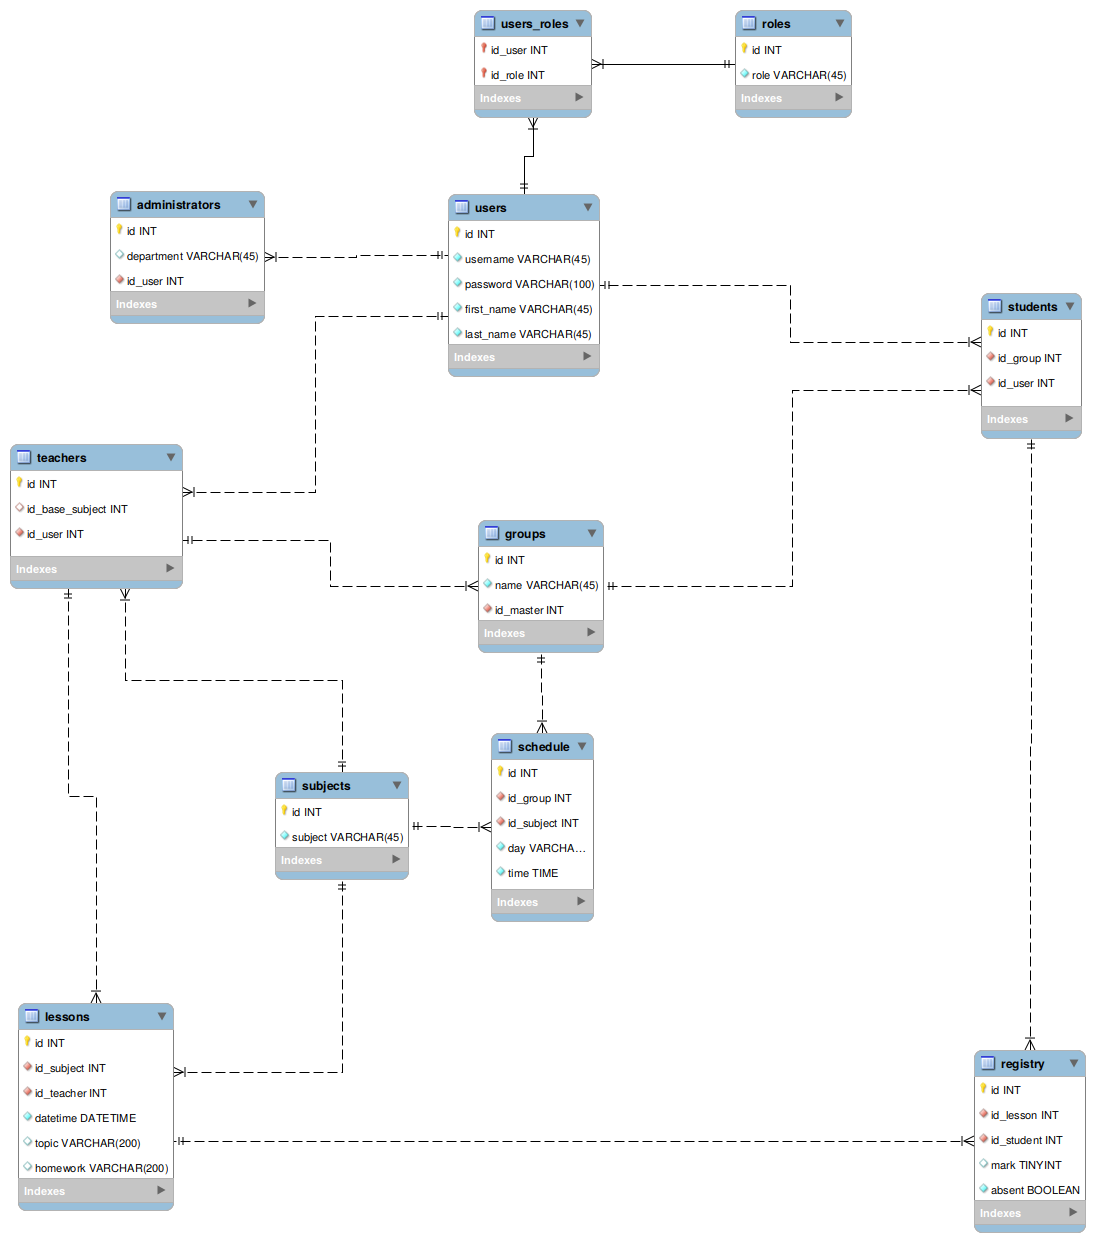 users_roles
id_user INT
id_role INT
Indexes
roles
id INT
role VARCHAR(45)
Indexes
administrators
id INT
department VARCHAR(45)
id_user INT
Indexes
users
id INT
username VARCHAR(45)
password VARCHAR(100)
first_name VARCHAR(45)
last_name VARCHAR(45)
Indexes
students
id INT
id_group INT
id_user INT
Indexes
teachers
id INT
id_base_subject INT
id_user INT
Indexes
groups
id INT
name VARCHAR(45)
id_master INT
Indexes
schedule
id INT
id_group INT
id_subject INT
day VARCHA...
time TIME
Indexes
subjects
id INT
subject VARCHAR(45)
Indexes
lessons
id INT
id_subject INT
id_teacher INT
datetime DATETIME
topic VARCHAR(200)
homework VARCHAR(200)
Indexes
registry
id INT
id_lesson INT
id_student INT
mark TINYINT
absent BOOLEAN
Indexes